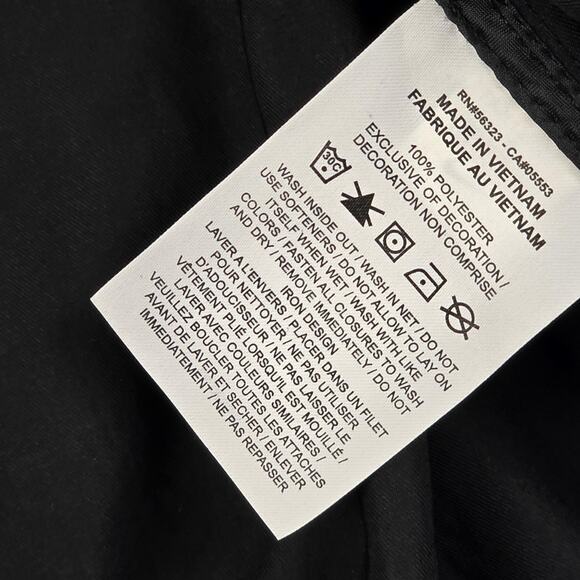 RN#56323 - CA#05553
MADE IN VIETNAM
FABRIQUE AU VIETNAM
100% POLYESTER
EXCLUSIVE OF DECORATION /
DECORATION NON COMPRISE
30C
WASH INSIDE OUT / WASH IN NET / DO NOT
USE SOFTENERS / DO NOT ALLOW TO LAY ON
ITSELF WHEN WET / WASH WITH LIKE
COLORS / FASTEN ALL CLOSURES TO WASH
AND DRY / REMOVE IMMEDIATELY / DO NOT
IRON DESIGN
LAVER A L'ENVERS / PLACER DANS UN FILET
POUR NETTOYER / NE PAS UTILISER
D'ADOUCISSEUR / NE PAS LAISSER LE
VÊTEMENT PLIÉ LORSQU'IL EST MOUILLÉ /
LAVER AVEC COULEURS SIMILAIRES /
VEUILLEZ BOUGLER TOUTES LES ATTACHES
AVANT DE LAVER ET SÉCHER / ENLEVER
IMMÉDIATEMENT / NE PAS REPASSER